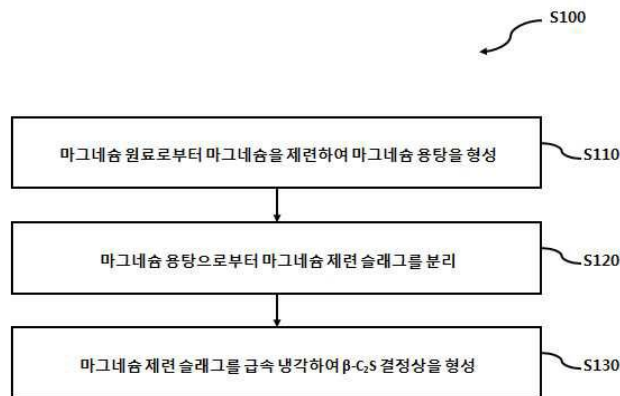 S100
마그네슘 원료로부터 마그네슘을 제련하여 마그네슘 용탕을 형성
S110
마그네슘 용탕으로부터 마그네슘 제련 슬래그를 분리
S120
마그네슘 제련 슬래그를 급속 냉각하여 β-C₂S 결정상을 형성
S130